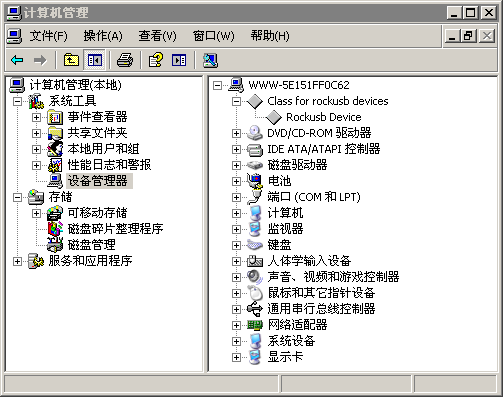 计算机管理
文件(F) 操作(A) 查看(V) 窗口(W) 帮助(H)
计算机管理(本地)
系统工具
事件查看器
共享文件夹
本地用户和组
性能日志和警报
设备管理器
存储
可移动存储
磁盘碎片整理程序
磁盘管理
服务和应用程序
WWW-5E151FF0C62
Class for rockusb devices
Rockusb Device
DVD/CD-ROM 驱动器
IDE ATA/ATAPI 控制器
磁盘驱动器
电池
端口 (COM 和 LPT)
计算机
监视器
键盘
人体学输入设备
声音、视频和游戏控制器
鼠标和其它指针设备
通用串行总线控制器
网络适配器
系统设备
显示卡